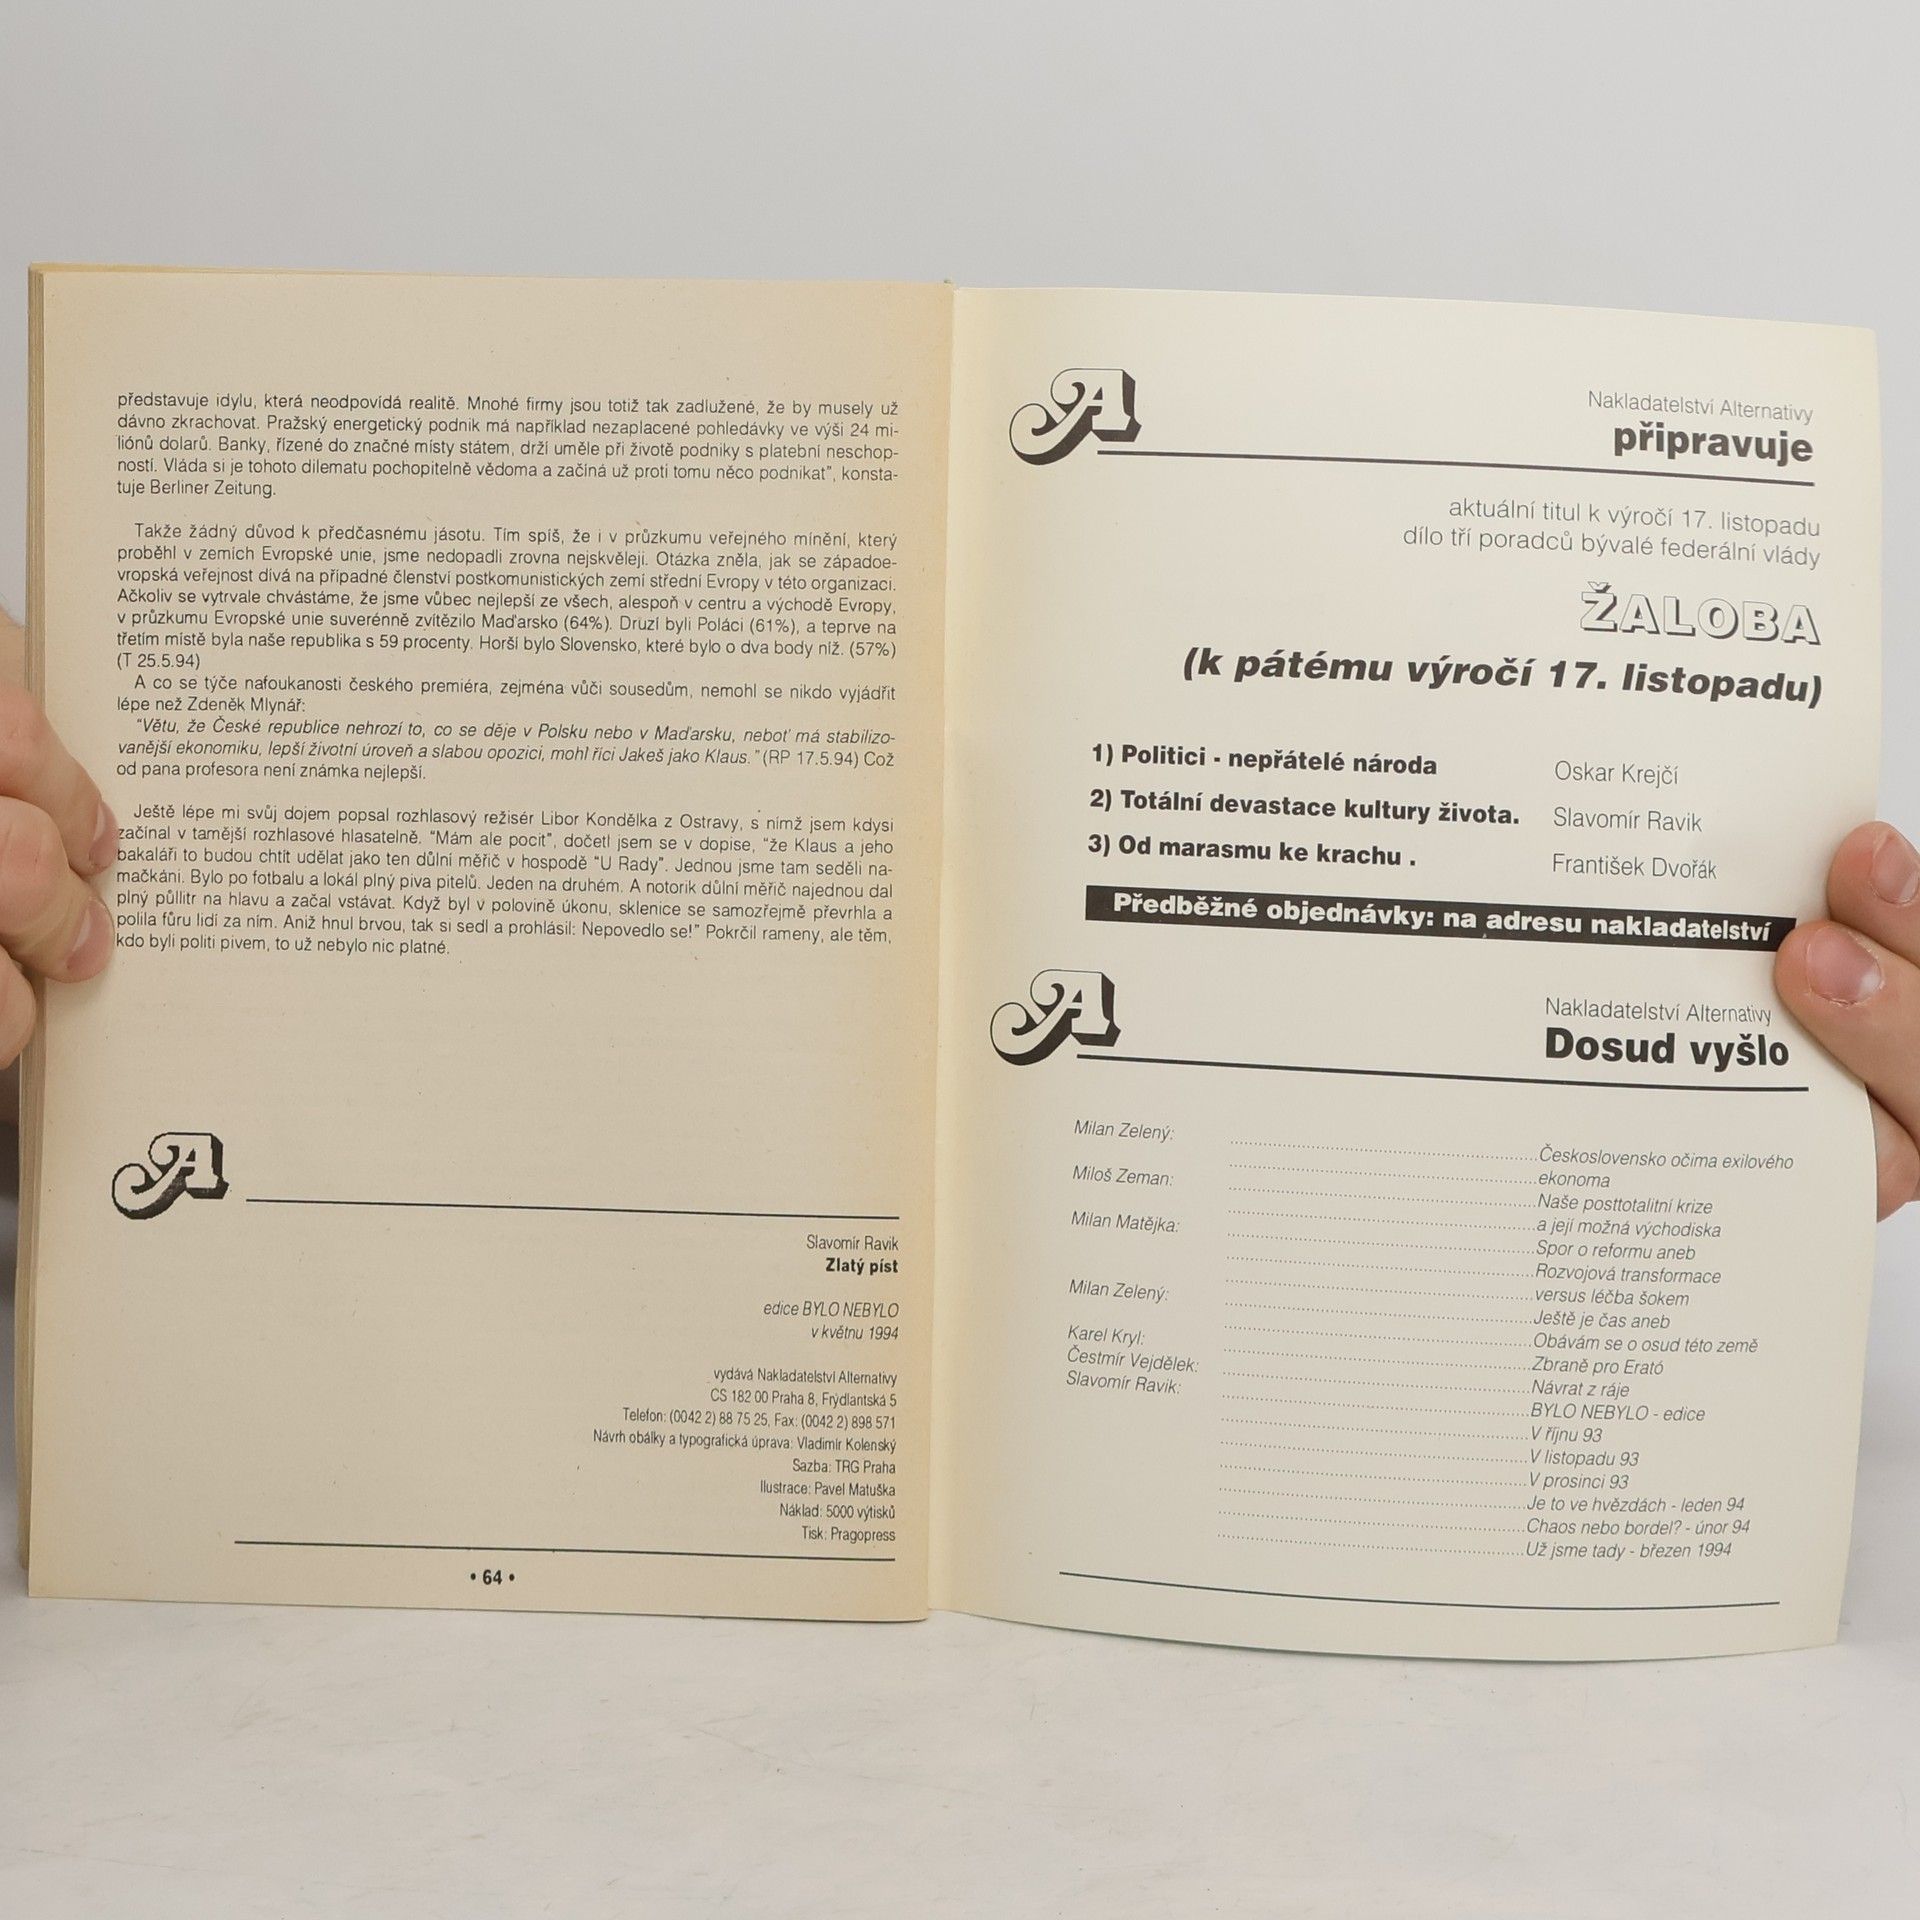 představuje idylu, která neodpovídá realitě. Mnohé firmy jsou totiž tak zadlužené, že by musely už
dávno zkrachovat. Pražský energetický podnik má například nezaplacené pohledávky ve výši 24 mi-
liónů dolarů. Banky, řízené do značné místy státem, drží uměle při životě podniky s platební neschop-
ností. Vláda si je tohoto dilematu pochopitelně vědoma a začíná už proti tomu něco podnikat", konsta-
tuje Berliner Zeitung.
Takže žádný důvod k předčasnému jásotu. Tím spíš, že i v průzkumu veřejného mínění, který
proběhl v zemích Evropské unie, jsme nedopadli zrovna nejskvěleji. Otázka zněla, jak se západoe-
vropská veřejnost dívá na případné členství postkomunistických zemí střední Evropy v této organizaci.
Ačkoliv se vytrvale chvástáme, že jsme vůbec nejlepší ze všech, alespoň v centru a východě Evropy,
v průzkumu Evropské unie suverénně zvítězilo Maďarsko (64%). Druzí byli Poláci (61%), a teprve na
třetím místě byla naše republika s 59 procenty. Horší bylo Slovensko, které bylo o dva body níž. (57%)
(T 25.5.94)
A co se týče nafoukanosti českého premiéra, zejména vůči sousedům, nemohl se nikdo vyjádřit
lépe než Zdeněk Mlynář:
"Větu, že České republice nehrozí to, co se děje v Polsku nebo v Maďarsku, neboť má stabilizo-
vanější ekonomiku, lepší životní úroveň a slabou opozici, mohl říci Jakeš jako Klaus." (RP 17.5.94) Což
od pana profesora není známka nejlepší.
Ještě lépe mi svůj dojem popsal rozhlasový režisér Libor Kondělka z Ostravy, s nímž jsem kdysi
začínal v tamější rozhlasové hlasatelně. "Mám ale pocit", dočetl jsem se v dopise, "že Klaus a jeho
bakaláři to budou chtít udělat jako ten důlní měřič v hospodě "U Rady". Jednou jsme tam seděli na-
mačkáni. Bylo po fotbalu a lokál plný piva pitelů. Jeden na druhém. A notorik důlní měřič najednou dal
plný půllitr na hlavu a začal vstávat. Když byl v polovině úkonu, sklenice se samozřejmě převrhla a
polila fůru lidí za ním. Aniž hnul brvou, tak si sedl a prohlásil: Nepovedlo se!" Pokrčil rameny, ale těm,
kdo byli politi pivem, to už nebylo nic platné.
A
Slavomír Ravik
Zlatý píst
edice BYLO NEBYLO
v květnu 1994
vydává Nakladatelství Alternativy
CS 182 00 Praha 8, Frýdlantská 5
Telefon: (0042 2) 88 75 25, Fax: (0042 2) 898 571
Návrh obálky a typografická úprava: Vladimír Kolenský
Sazba: TRG Praha
Ilustrace: Pavel Matuška
Náklad: 5000 výtisků
Tisk: Pragopress
• 64 •
A
Nakladatelství Alternativy
připravuje
aktuální titul k výročí 17. listopadu
dílo tří poradců bývalé federální vlády
ŽALOBA
(k pátému výročí 17. listopadu)
1) Politici - nepřátelé národa Oskar Krejčí
2) Totální devastace kultury života. Slavomír Ravik
3) Od marasmu ke krachu . František Dvořák
Předběžné objednávky: na adresu nakladatelství
A
Nakladatelství Alternativy
Dosud vyšlo
Milan Zelený: Československo očima exilového
ekonoma
Miloš Zeman: Naše posttotalitní krize
a její možná východiska
Milan Matějka: Spor o reformu aneb
Rozvojová transformace
versus léčba šokem
Milan Zelený: Ještě je čas aneb
Obávám se o osud této země
Karel Kryl: Zbraně pro Erató
Čestmír Vejdělek: Návrat z ráje
Slavomír Ravik: BYLO NEBYLO - edice
V říjnu 93
V listopadu 93
V prosinci 93
Je to ve hvězdách - leden 94
Chaos nebo bordel? - únor 94
Už jsme tady - březen 1994